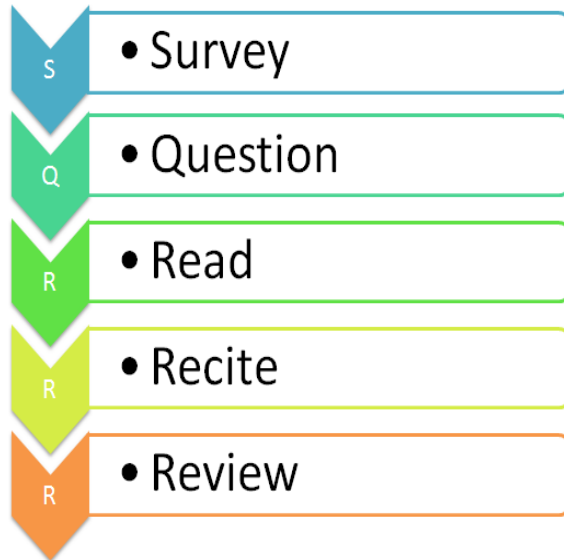 S • Survey
Q • Question
R • Read
R • Recite
R • Review